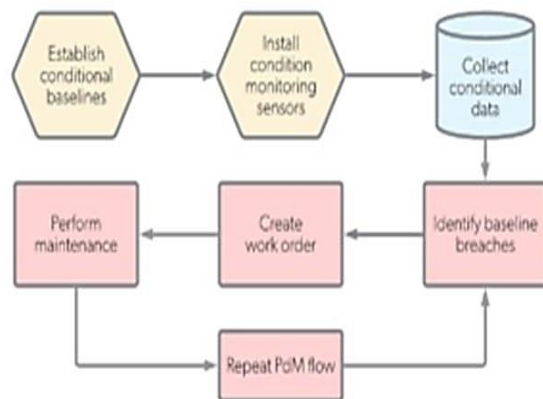 Establish
conditional
baselines
Install
condition
monitoring
sensors
Collect
conditional
data
Perform
maintenance
Create
work order
Identify baseline
breaches
Repeat PdM flow